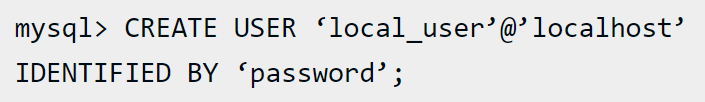 mysql> CREATE USER ‘local_user’@’localhost’
IDENTIFIED BY ‘password’;